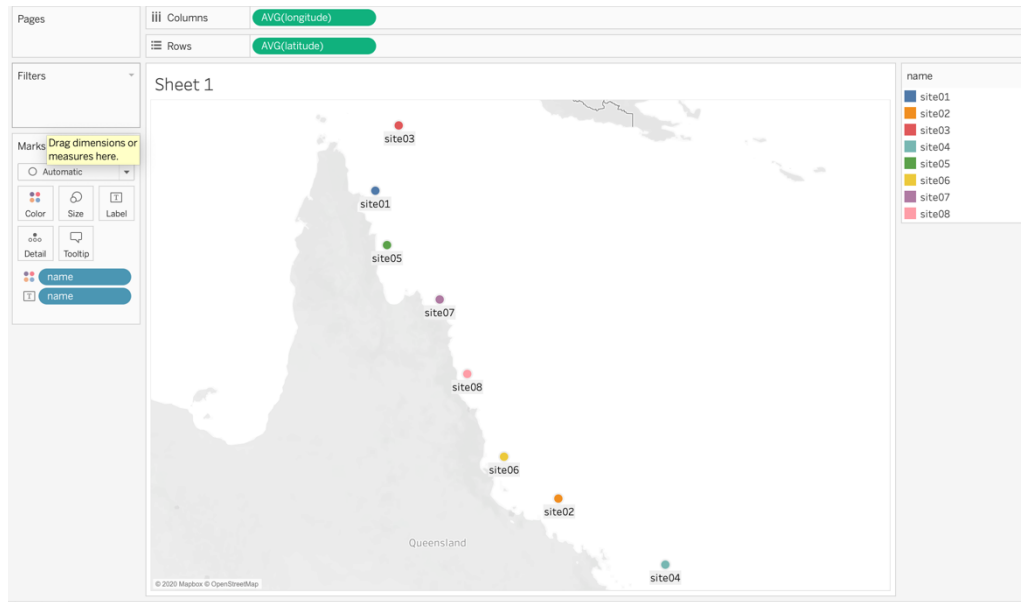 Pages
Columns
AVG(longitude)
Rows
AVG(latitude)
Filters
Marks
Drag dimensions or
measures here.
Automatic
Color
Size
Label
Detail
Tooltip
name
name
Sheet 1
site03
site01
site05
site07
site08
site06
site02
Queensland
site04
© 2020 Mapbox © OpenStreetMap
name
site01
site02
site03
site04
site05
site06
site07
site08